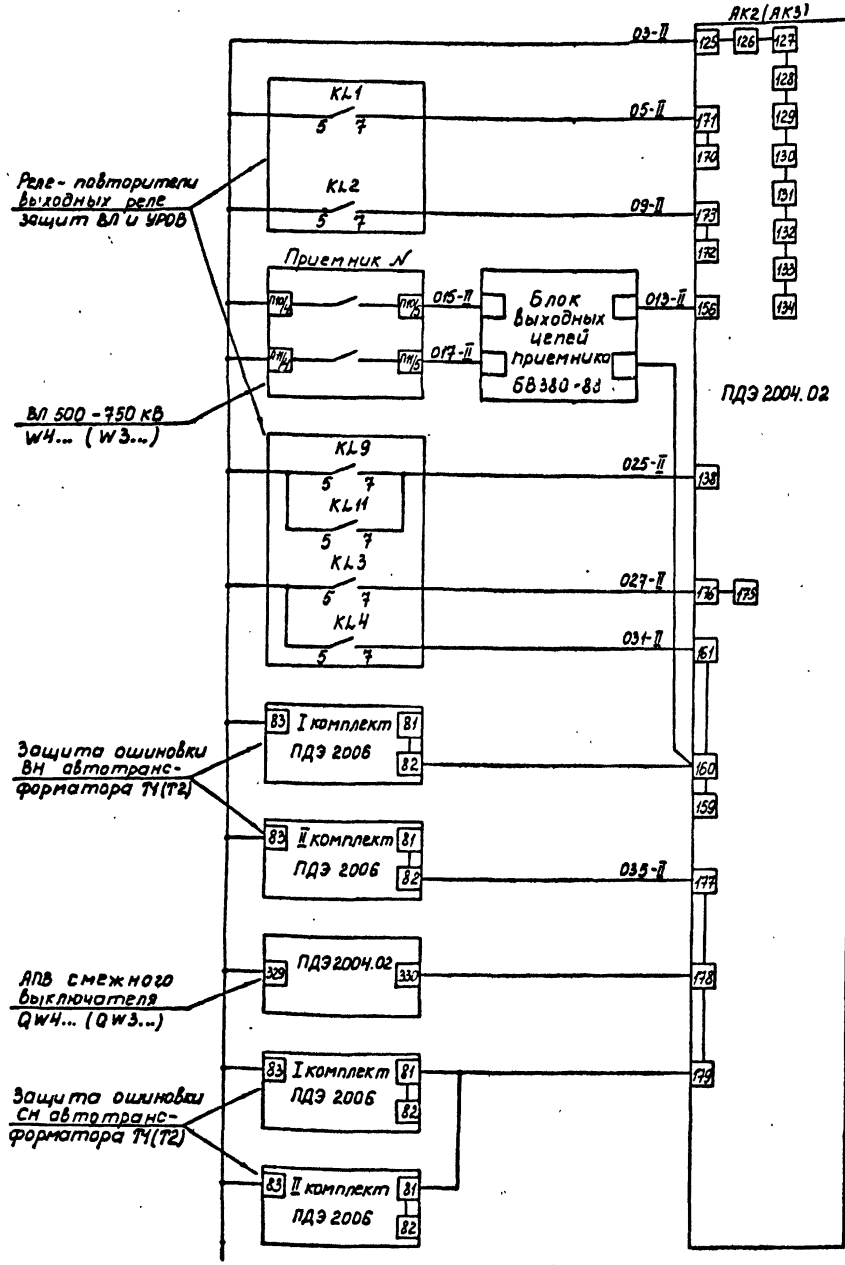 АК2 (АК3)
03-II
125 126 127
128
129
130
131
132
133
134
KL1
5 7
05-II
171
170
Реле-повторители
выходных реле
защит ВЛ и УРОВ
KL2
5 7
09-II
173
172
Приемник N
П10/5
015-II
Блок
выходных
цепей
приемника
БВ380-83
013-II
156
П11/5
017-II
ПДЭ 2004.02
ВЛ 500-750 кВ
W4... (W3...)
KL9
5 7
025-II
138
KL11
5 7
KL3
5 7
027-II
176 175
KL4
5 7
031-II
161
83 I комплект 81
ПДЭ 2006
82
160
159
Защита ошиновки
ВН автотранс-
форматора Т1(Т2)
83 II комплект 81
ПДЭ 2006
82
035-II
177
329 ПДЭ 2004.02 330
178
АПВ смежного
выключателя
QW4... (QW3...)
83 I комплект 81
ПДЭ 2006
82
179
Защита ошиновки
СН автотранс-
форматора Т1(Т2)
83 II комплект 81
ПДЭ 2006
82